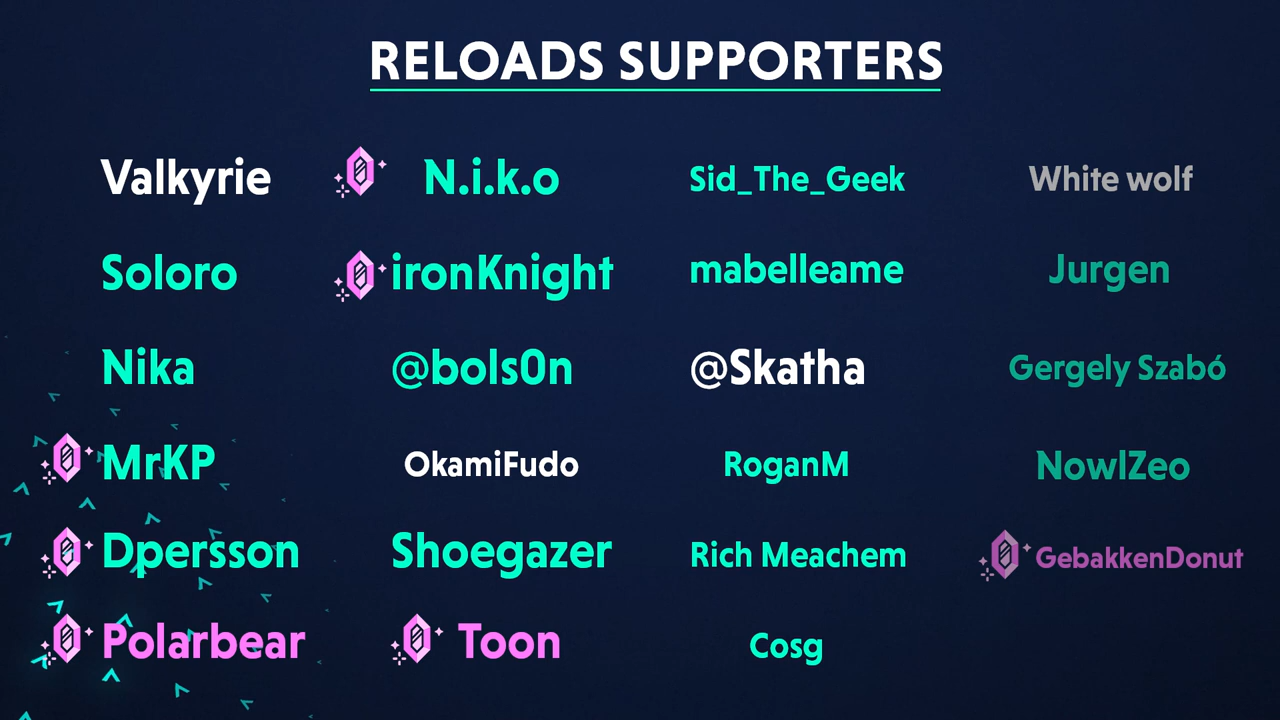 RELOADS SUPPORTERS
Valkyrie
N.i.k.o
Sid_The_Geek
White wolf
Soloro
ironKnight
mabelleame
Jurgen
Nika
@bols0n
@Skatha
Gergely Szabó
MrKP
OkamiFudo
RoganM
NowlZeo
Dpersson
Shoegazer
Rich Meachem
GebakkenDonut
Polarbear
Toon
Cosg